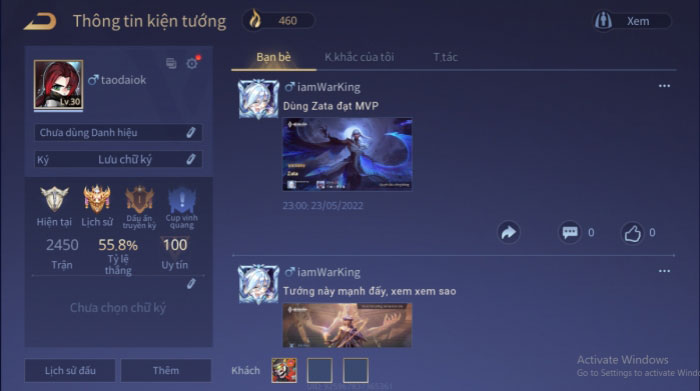 Thông tin kiện tướng
460
Xem
taodaiok
Lv.30
Chưa dùng Danh hiệu
Ký
Lưu chữ ký
Hiện tại
Lịch sử
Dấu ấn truyền kỳ
Cup vinh quang
2450
55.8%
100
Trận
Tỷ lệ thắng
Uy tín
Chưa chọn chữ ký
Lịch sử đấu
Thêm
Bạn bè
K.khắc của tôi
T.tác
iamWarKing
Dùng Zata đạt MVP
Zata
23:00: 23/05/2022
0
0
iamWarKing
Tướng này mạnh đấy, xem xem sao
Khách
Activate Windows
Go to Settings to activate Wind